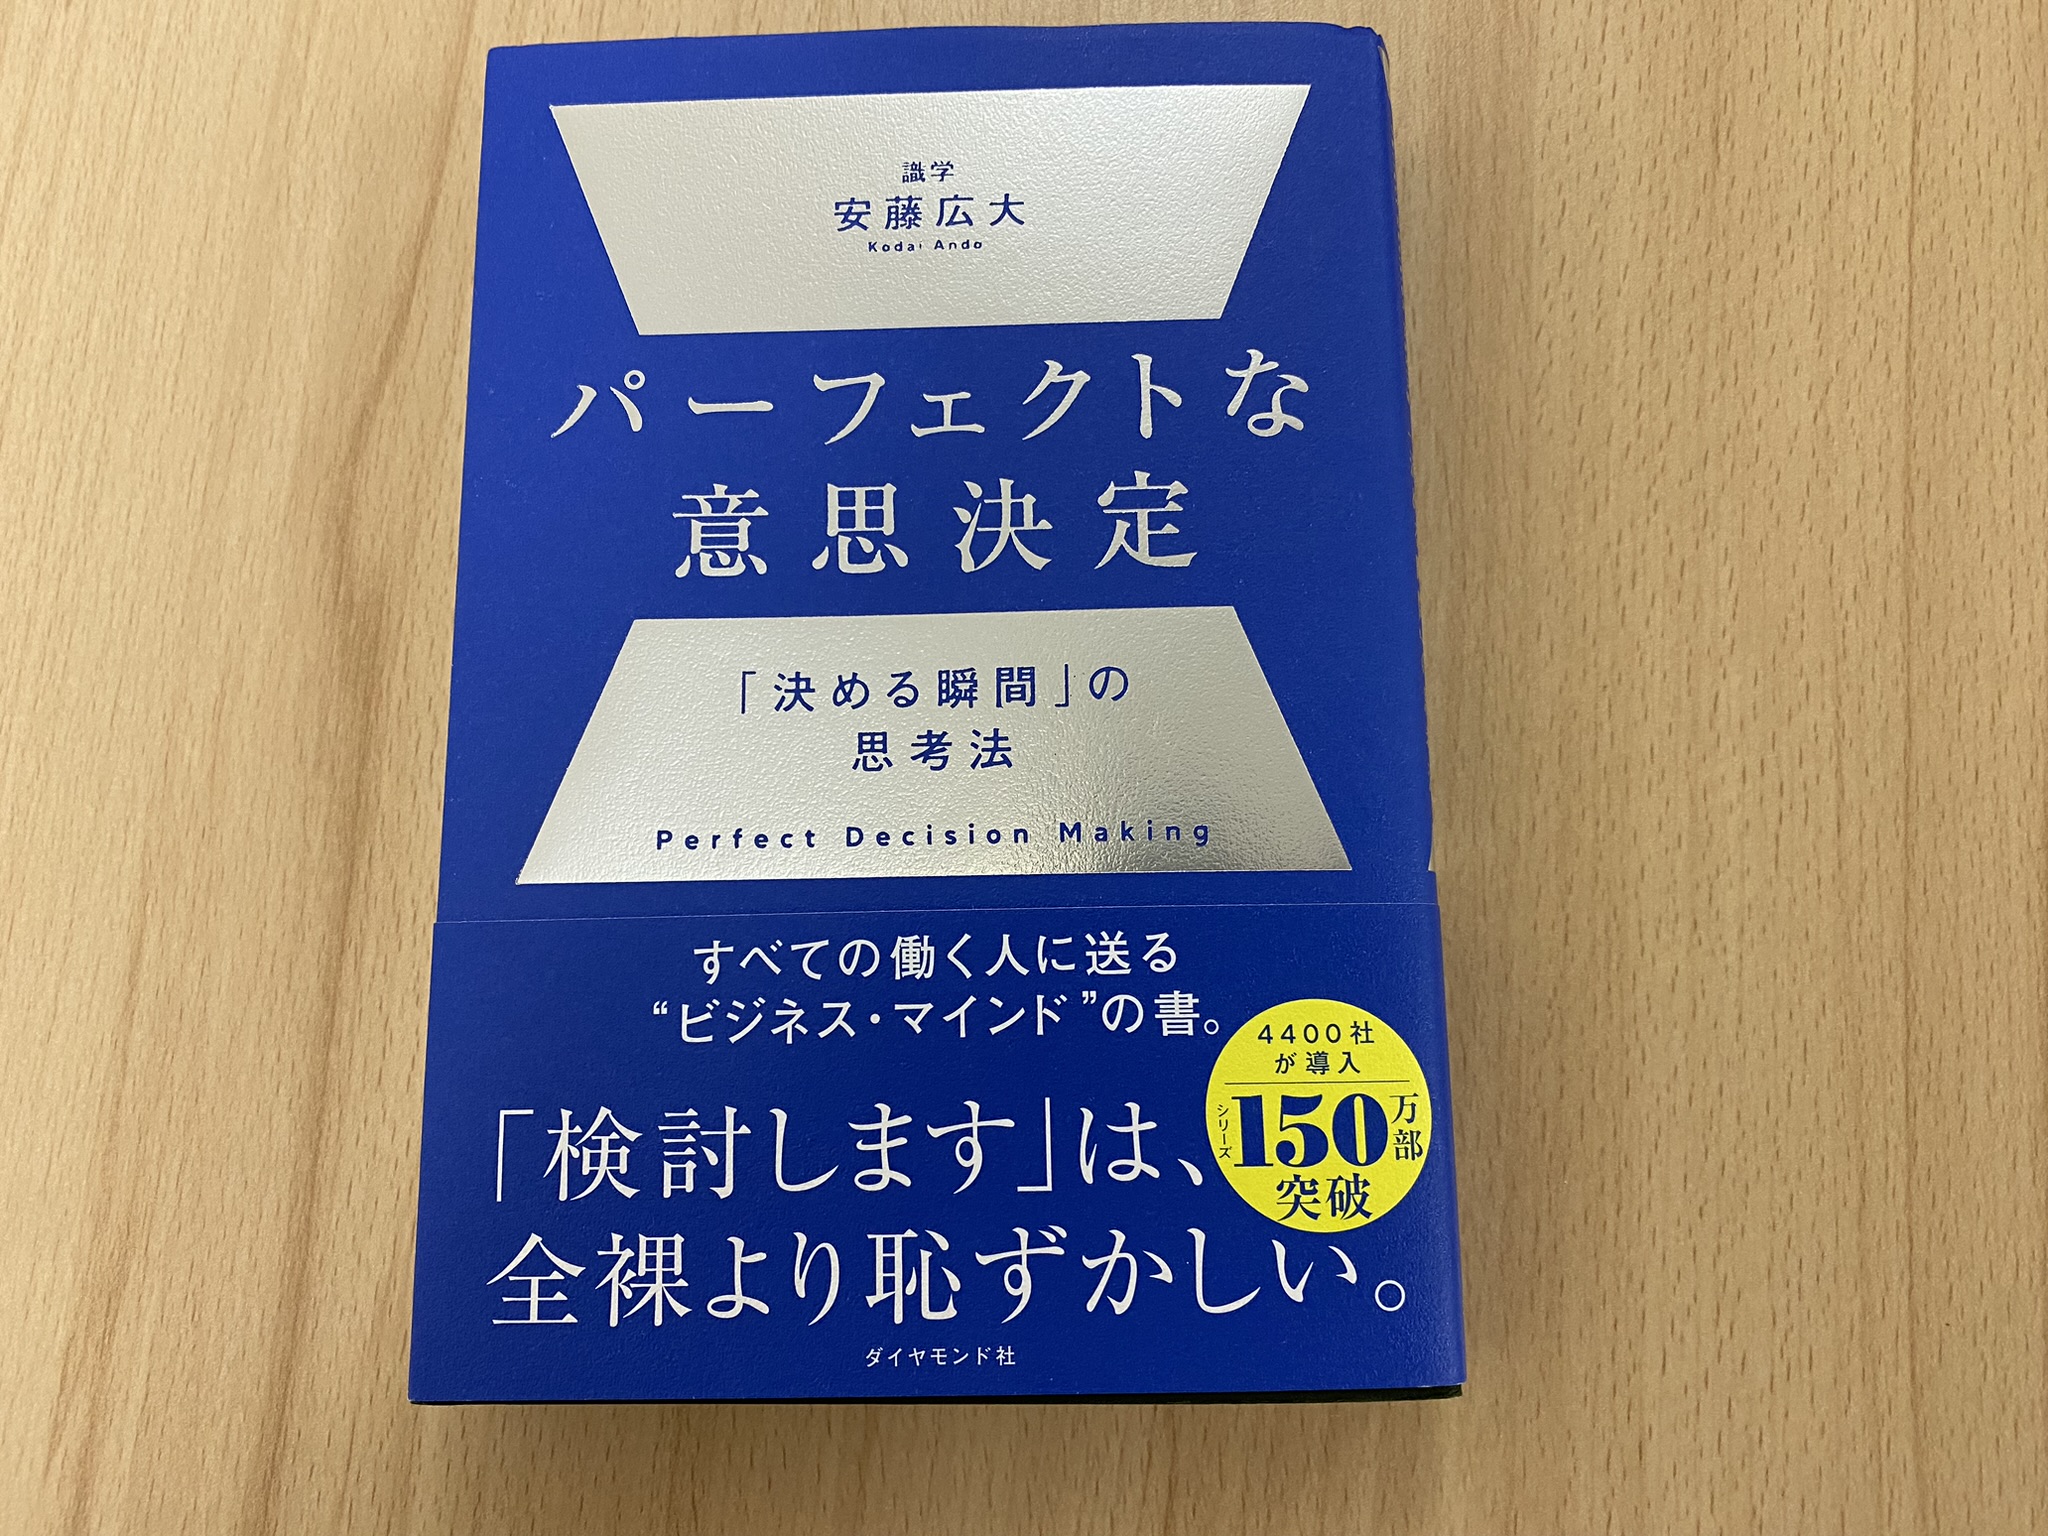 識学
安藤広大
Kodai Ando
パーフェクトな
意思決定
「決める瞬間」の
思考法
Perfect Decision Making
すべての働く人に送る
“ビジネス・マインド”の書。
4400社
が導入
シリーズ150万部
突破
「検討します」は、
全裸より恥ずかしい。
ダイヤモンド社